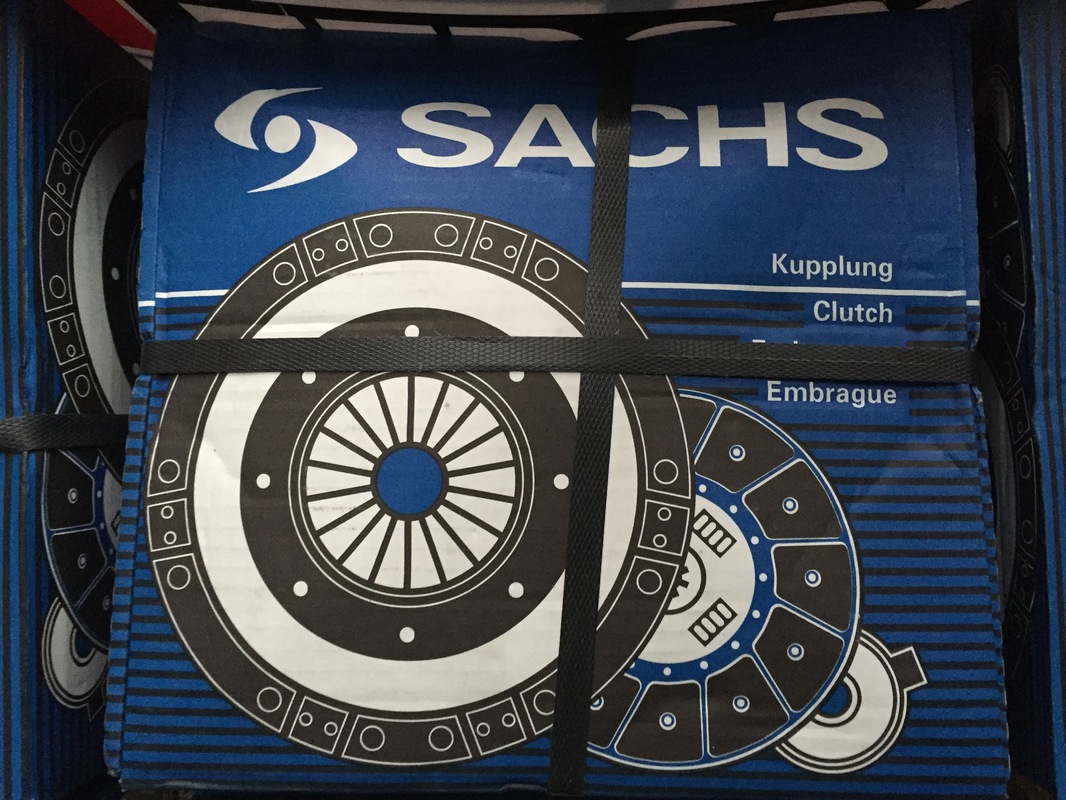 SACHS
Kupplung
Clutch
Embrague